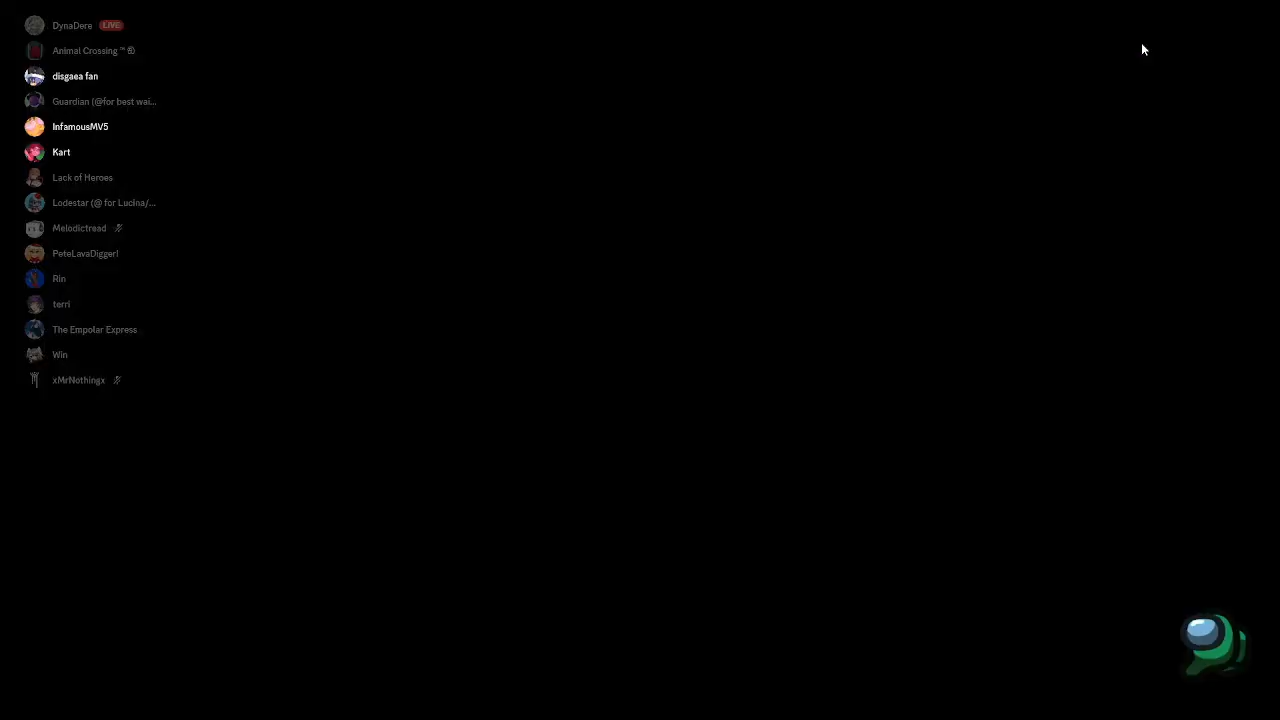 DynaDere LIVE
Animal Crossing ™
disgaea fan
Guardian (@for best wai...
InfamousMV5
Kart
Lack of Heroes
Lodestar (@ for Lucina/...
Melodictread
PeteLavaDigger!
Rin
terri
The Empolar Express
Win
xMrNothingx